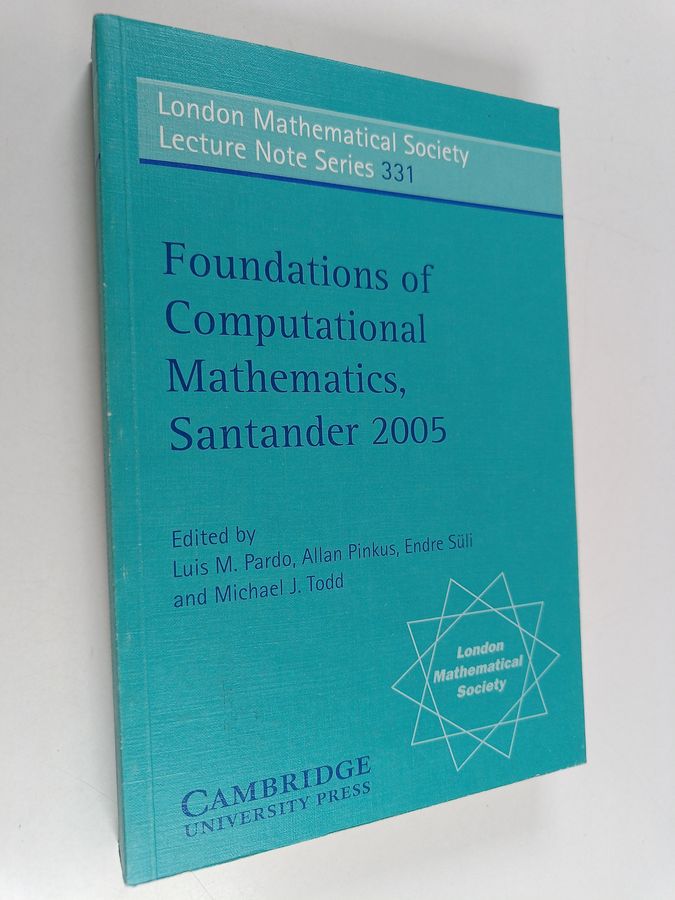 London Mathematical Society
Lecture Note Series 331
Foundations of
Computational
Mathematics,
Santander 2005
Edited by
Luis M. Pardo, Allan Pinkus, Endre Süli
and Michael J. Todd
London
Mathematical
Society
CAMBRIDGE
UNIVERSITY PRESS